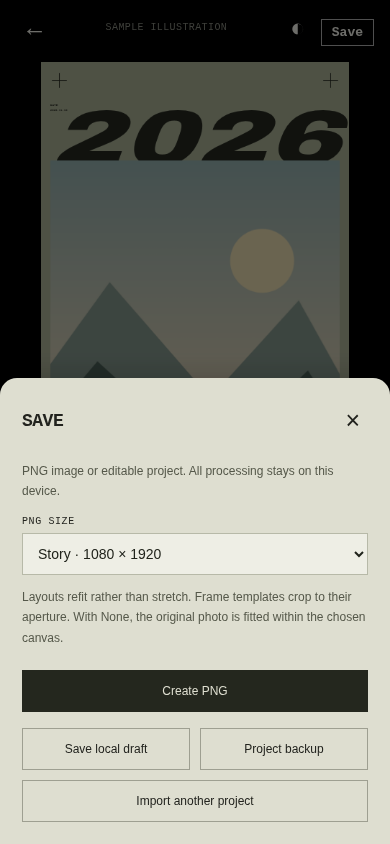 ←
SAMPLE ILLUSTRATION
Save
2026
SAVE
×
PNG image or editable project. All processing stays on this
device.
PNG SIZE
Story · 1080 × 1920
Layouts refit rather than stretch. Frame templates crop to their
aperture. With None, the original photo is fitted within the chosen
canvas.
Create PNG
Save local draft
Project backup
Import another project